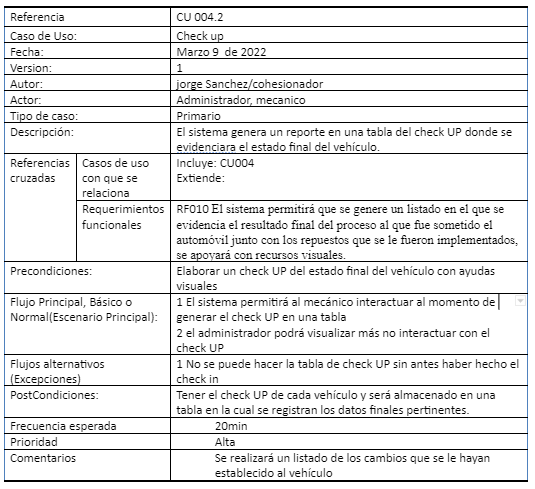 Referencia CU 004.2
Caso de Uso: Check up
Fecha: Marzo 9 de 2022
Version: 1
Autor: jorge Sanchez/cohesionador
Actor: Administrador, mecanico
Tipo de caso: Primario
Descripción: El sistema genera un reporte en una tabla del check UP donde se
evidenciara el estado final del vehículo.
Referencias
cruzadas
Casos de uso
con que se
relaciona
Incluye: CU004
Extiende:
Requerimientos
funcionales
RF010 El sistema permitirá que se genere un listado en el que se
evidencia el resultado final del proceso al que fue sometido el
automóvil junto con los repuestos que se le fueron implementados,
se apoyará con recursos visuales.
Precondiciones: Elaborar un check UP del estado final del vehículo con ayudas
visuales
Flujo Principal, Básico o
Normal(Escenario Principal):
1 El sistema permitirá al mecánico interactuar al momento de
generar el check UP en una tabla
2 el administrador podrá visualizar más no interactuar con el
check UP
Flujos alternativos
(Excepciones)
1 No se puede hacer la tabla de check UP sin antes haber hecho el
check in
PostCondiciones: Tener el check UP de cada vehículo y será almacenado en una
tabla en la cual se registran los datos finales pertinentes.
Frecuencia esperada 20min
Prioridad Alta
Comentarios Se realizará un listado de los cambios que se le hayan
establecido al vehículo